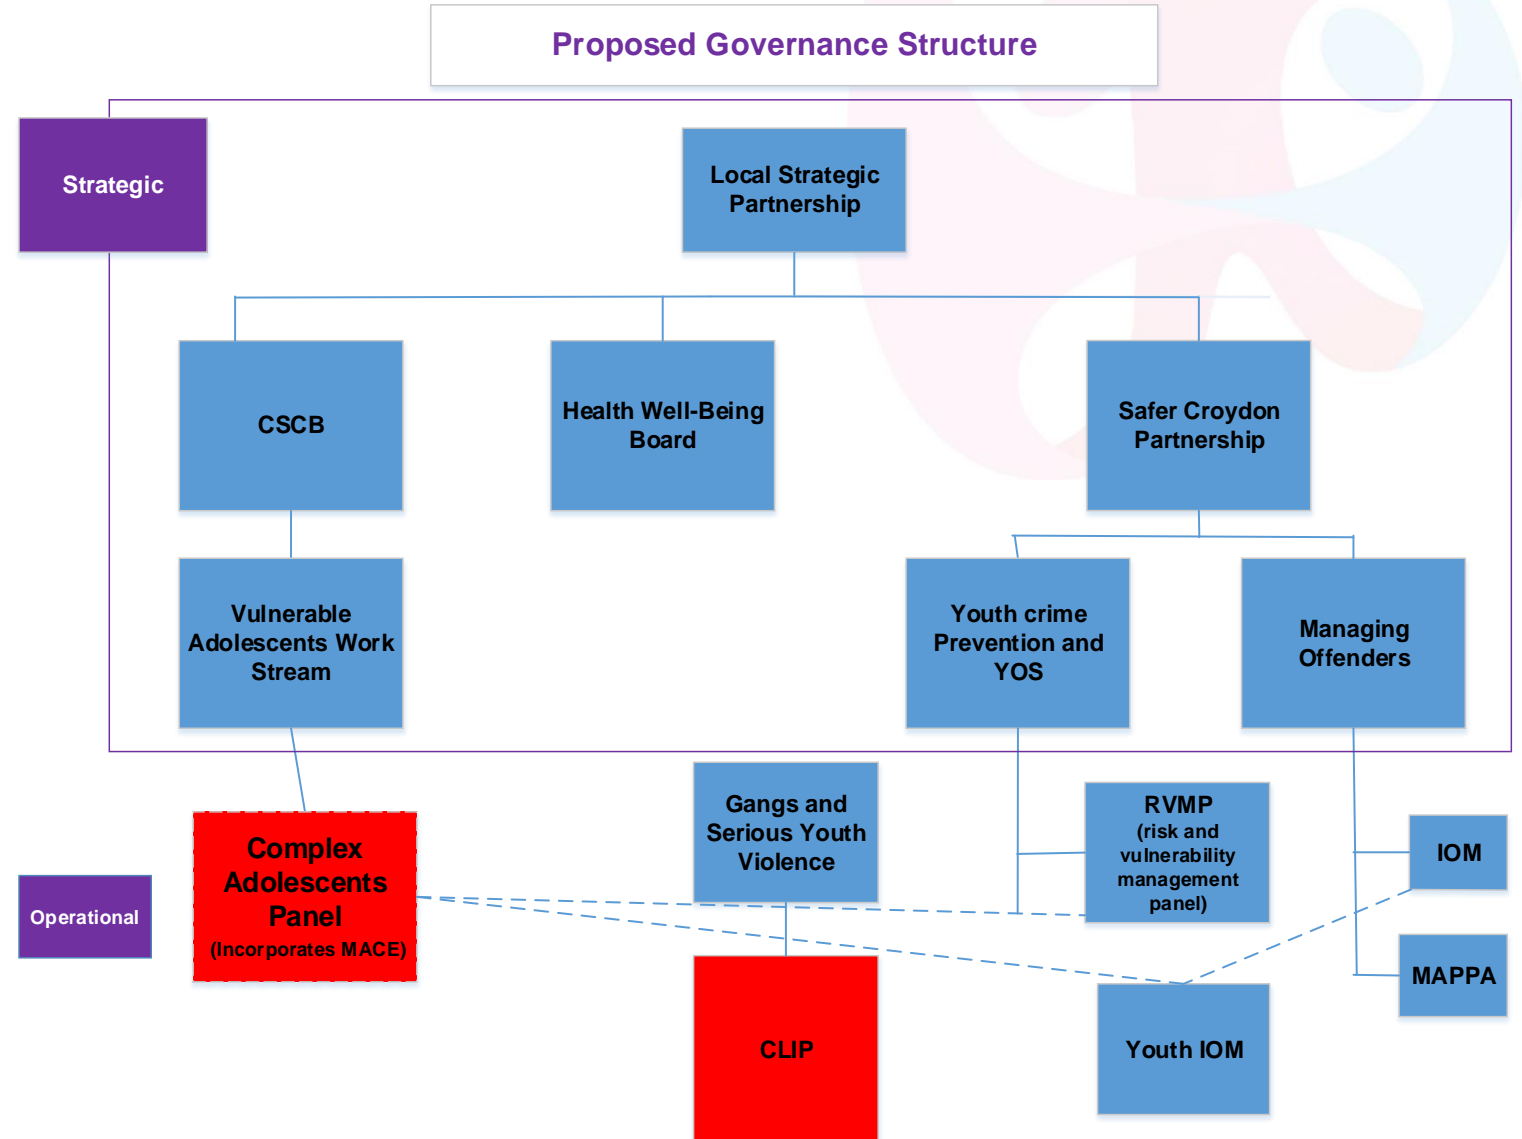 Proposed Governance Structure
Strategic
Local Strategic
Partnership
CSCB
Health Well-Being
Board
Safer Croydon
Partnership
Vulnerable
Adolescents Work
Stream
Youth crime
Prevention and
YOS
Managing
Offenders
Operational
Complex
Adolescents
Panel
(Incorporates MACE)
Gangs and
Serious Youth
Violence
RVMP
(risk and
vulnerability
management
panel)
IOM
MAPPA
CLIP
Youth IOM